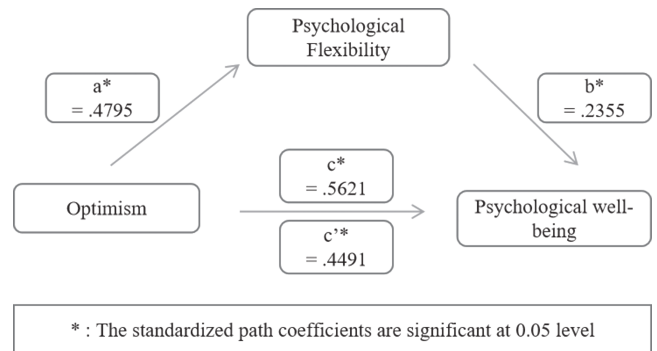 Psychological
Flexibility
a*
= .4795
b*
= .2355
c*
= .5621
Optimism
Psychological well-
being
c’*
= .4491
* : The standardized path coefficients are significant at 0.05 level